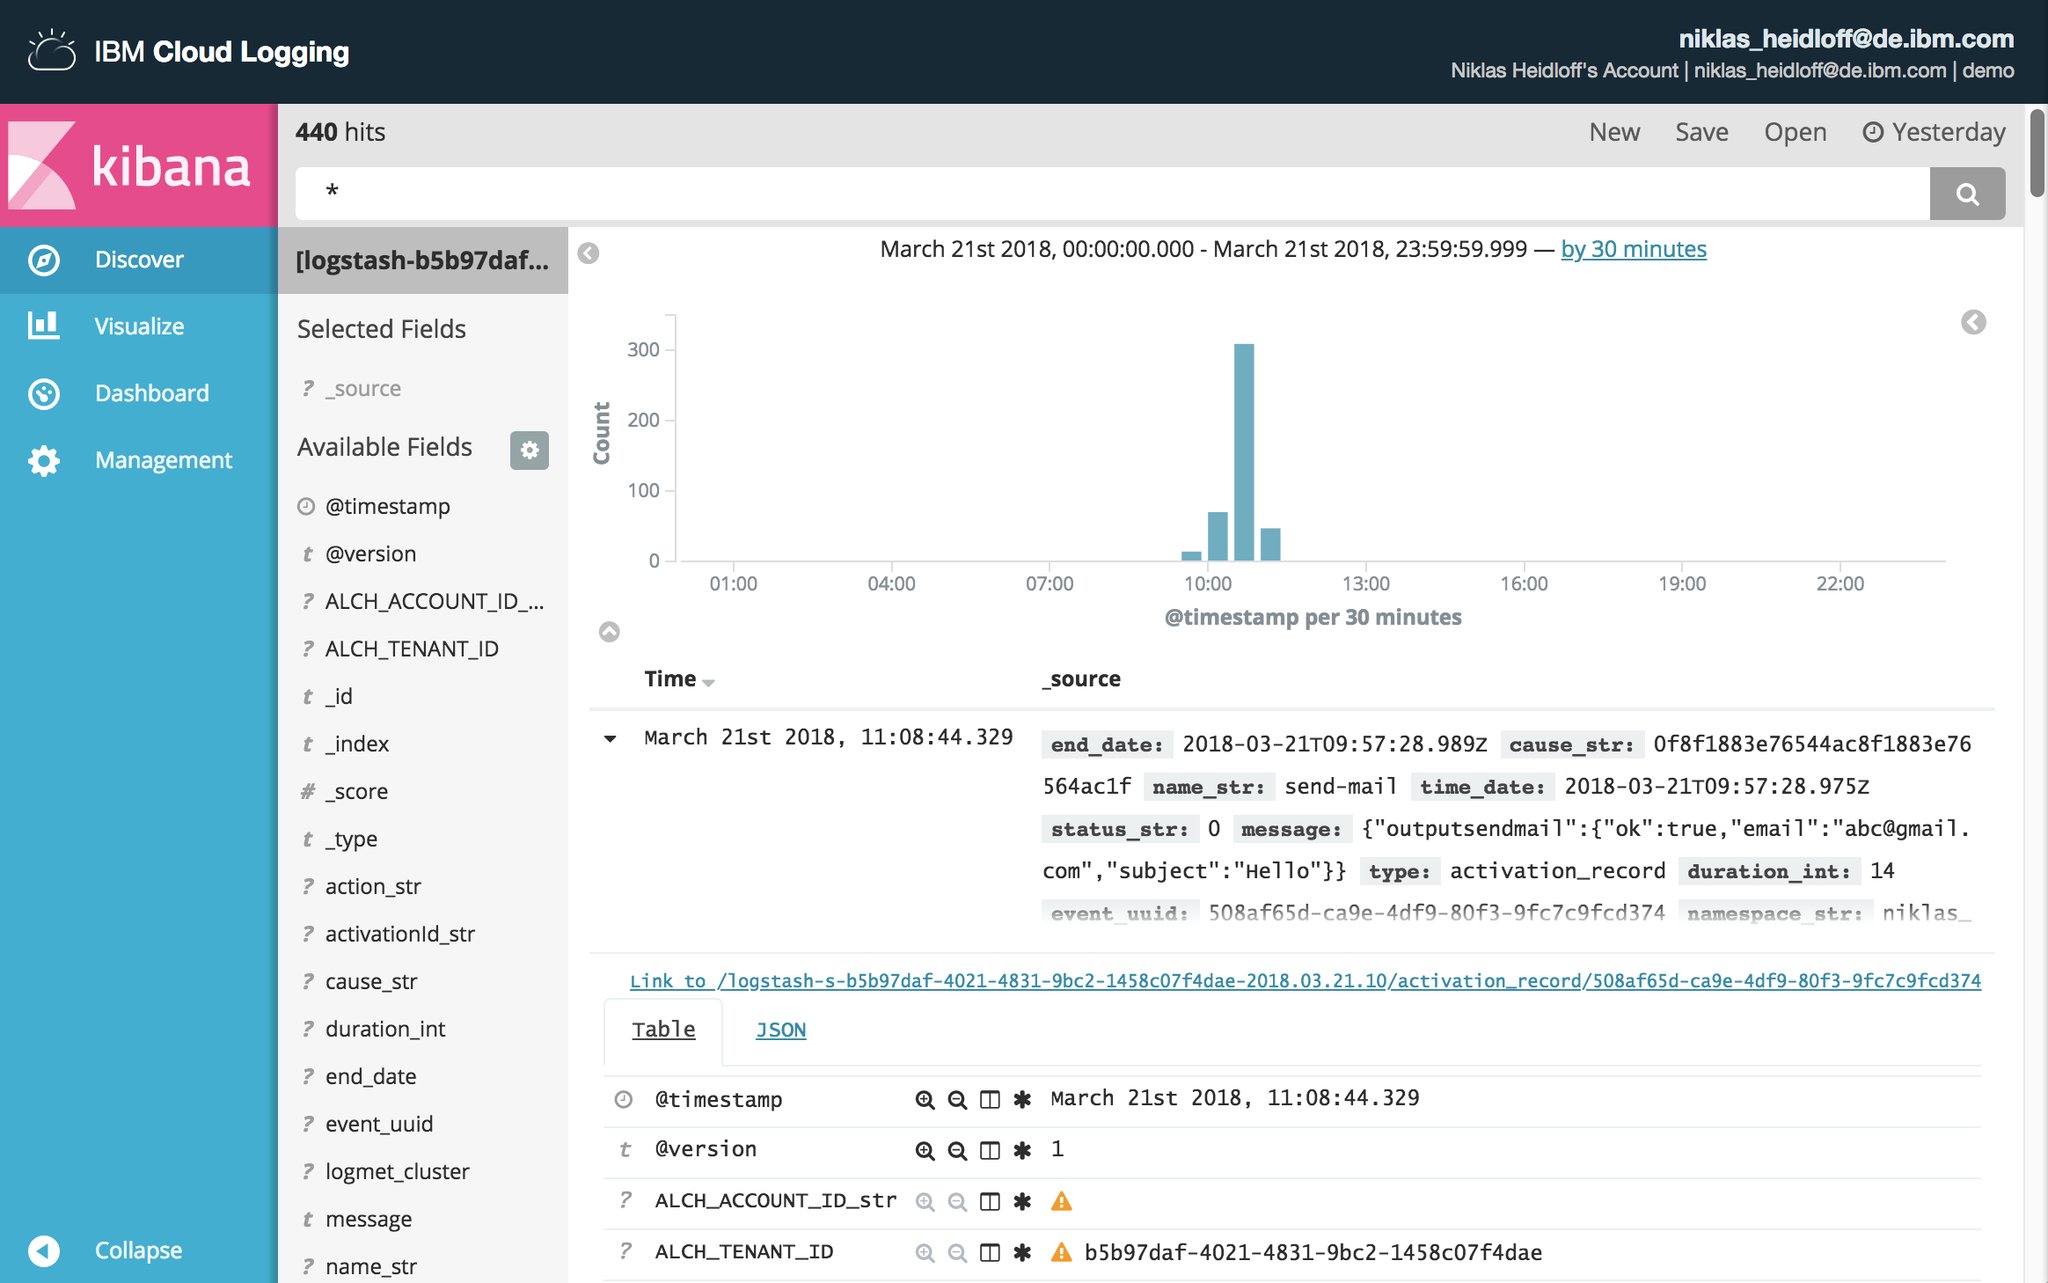 IBM Cloud Logging
niklas_heidloff@de.ibm.com
Niklas Heidloff's Account | niklas_heidloff@de.ibm.com | demo
kibana
Discover
Visualize
Dashboard
Management
Collapse
440 hits
New Save Open Yesterday
*
[logstash-b5b97daf...
Selected Fields
? _source
Available Fields
@timestamp
t @version
? ALCH_ACCOUNT_ID_...
? ALCH_TENANT_ID
t _id
t _index
# _score
t _type
? action_str
? activationId_str
? cause_str
? duration_int
? end_date
? event_uuid
? logmet_cluster
t message
? name_str
March 21st 2018, 00:00:00.000 - March 21st 2018, 23:59:59.999 — by 30 minutes
Count
300
200
100
0
01:00 04:00 07:00 10:00 13:00 16:00 19:00 22:00
@timestamp per 30 minutes
Time _source
March 21st 2018, 11:08:44.329
end_date: 2018-03-21T09:57:28.989Z cause_str: 0f8f1883e76544ac8f1883e76
564ac1f name_str: send-mail time_date: 2018-03-21T09:57:28.975Z
status_str: 0 message: {"outputsendmail":{"ok":true,"email":"abc@gmail.
com","subject":"Hello"}} type: activation_record duration_int: 14
event_uuid: 508af65d-ca9e-4df9-80f3-9fc7c9fcd374 namespace_str: niklas_
Link to /logstash-s-b5b97daf-4021-4831-9bc2-1458c07f4dae-2018.03.21.10/activation_record/508af65d-ca9e-4df9-80f3-9fc7c9fcd374
Table JSON
@timestamp March 21st 2018, 11:08:44.329
t @version 1
? ALCH_ACCOUNT_ID_str
? ALCH_TENANT_ID b5b97daf-4021-4831-9bc2-1458c07f4dae